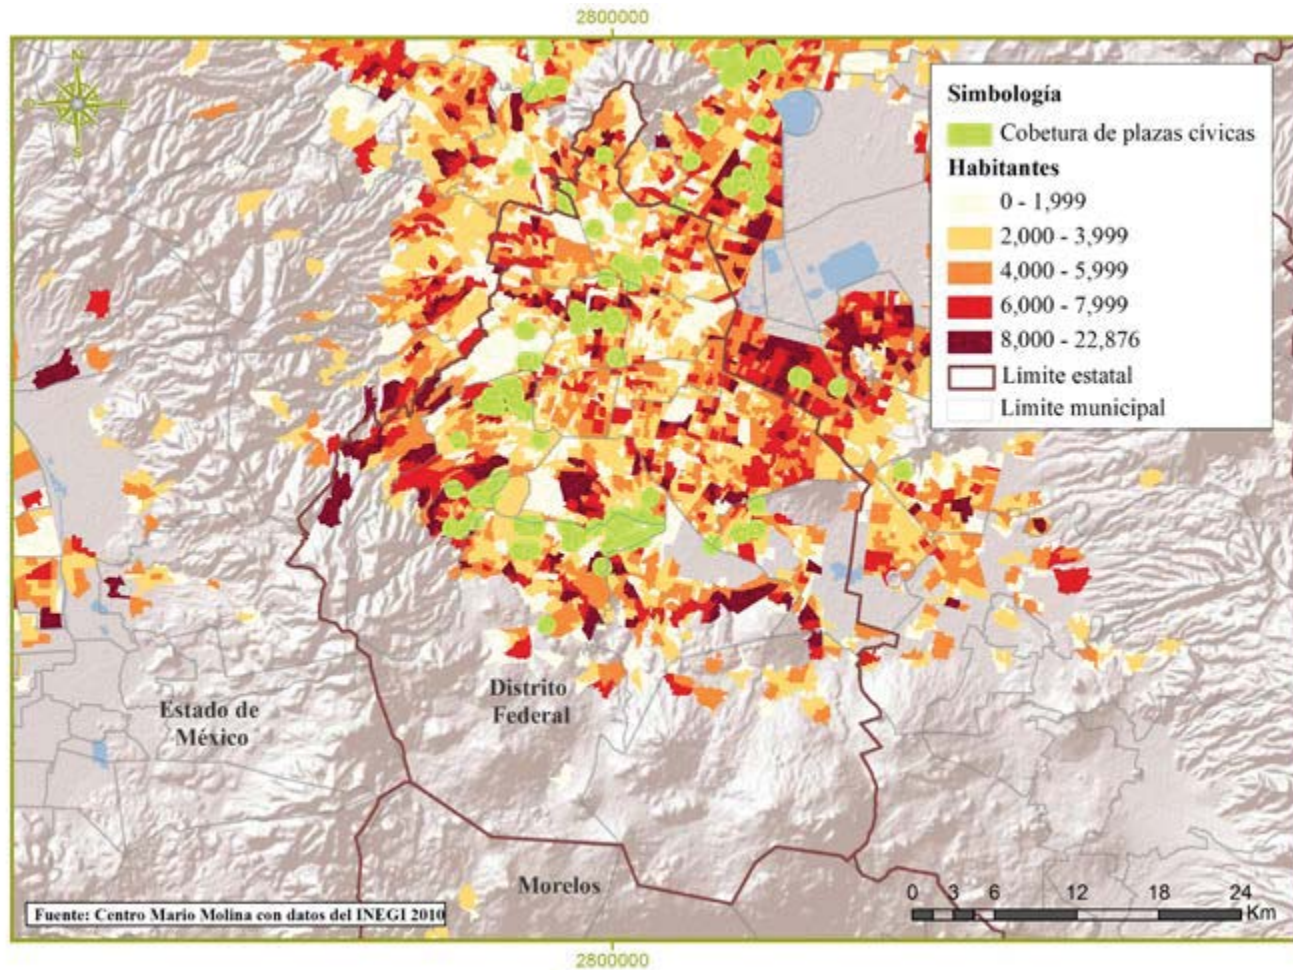 2800000
N
Simbología
Cobetura de plazas cívicas
Habitantes
0 - 1,999
2,000 - 3,999
4,000 - 5,999
6,000 - 7,999
8,000 - 22,876
Límite estatal
Límite municipal
Distrito
Federal
Estado de
México
Morelos
0 3 6 12 18 24
Km
Fuente: Centro Mario Molina con datos del INEGI 2010
2800000